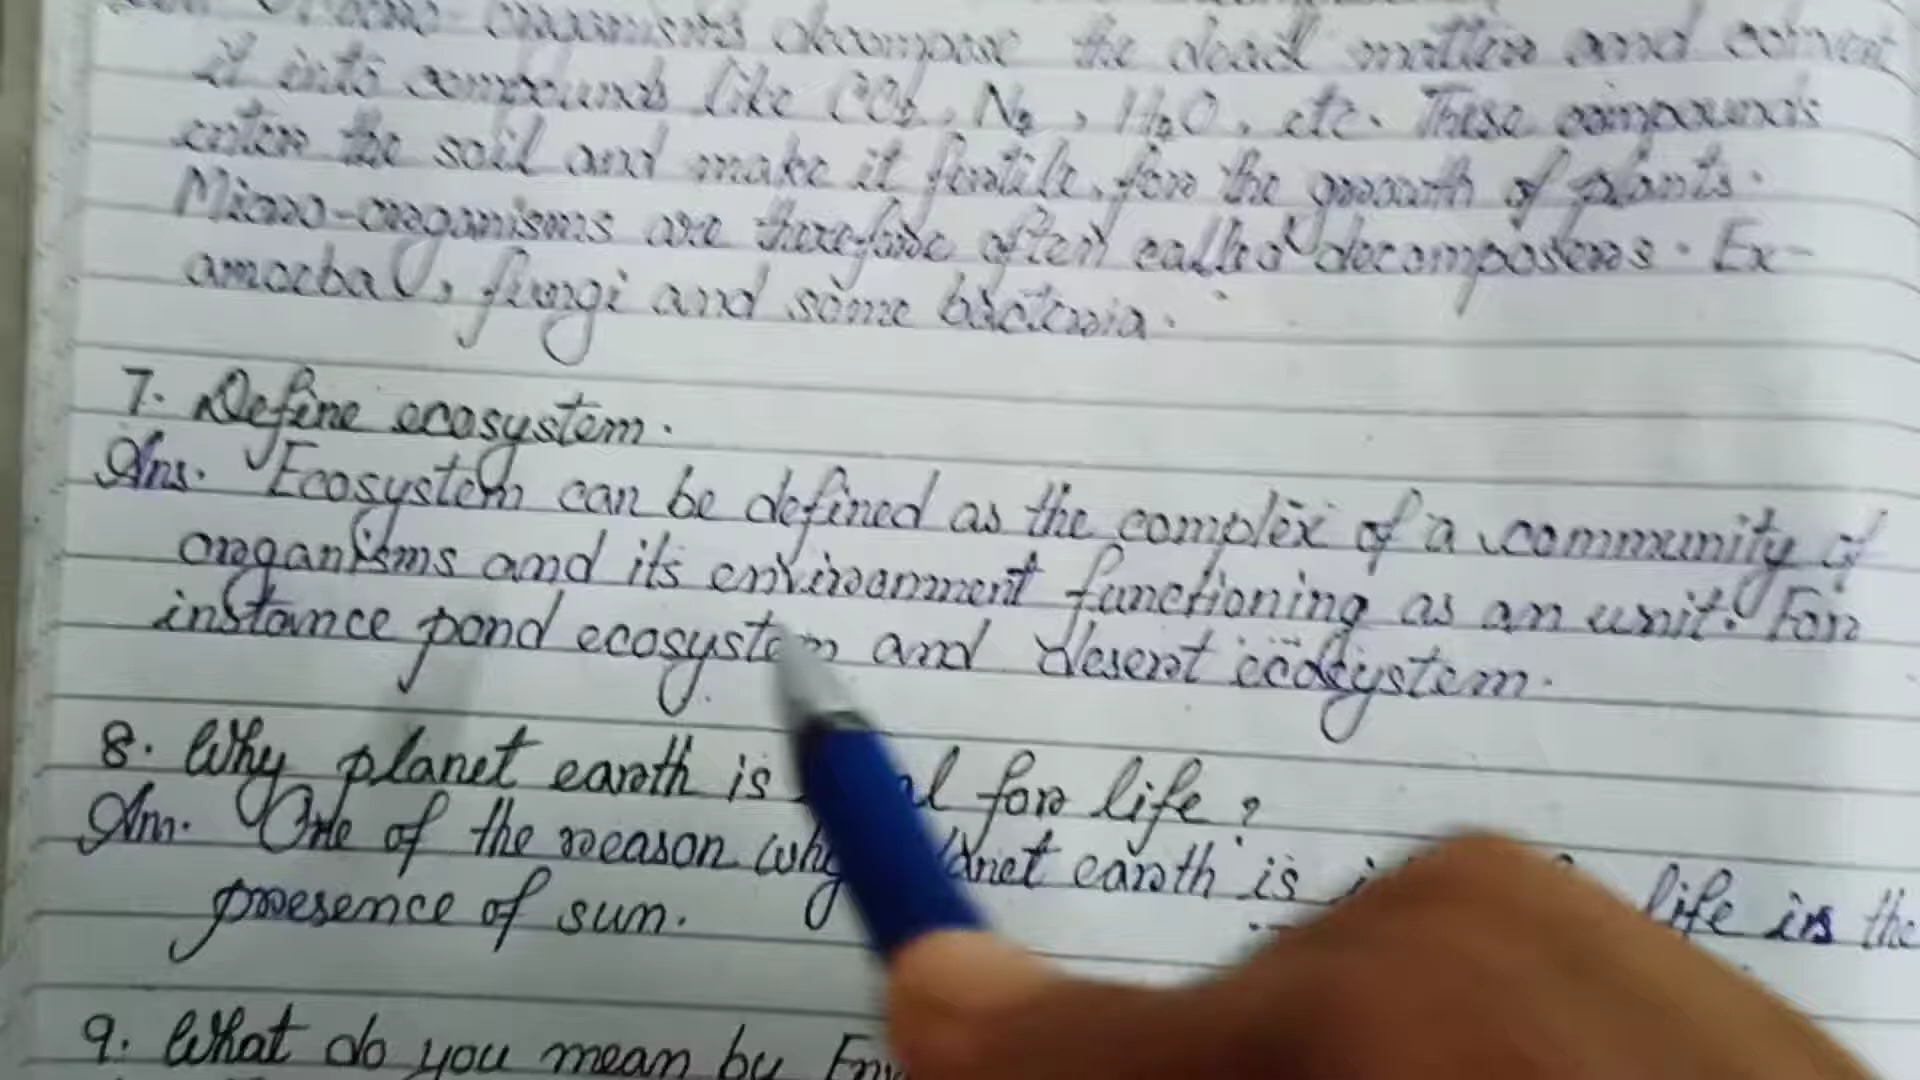 organisms decompose the dead matter and convert
it into compounds like CO2, N2, H2O, etc. These compounds
enter the soil and make it fertile, for the growth of plants.
Micro-organisms are therefore often called decomposers. Ex-
amoeba, fungi and some bacteria.
7. Define ecosystem.
Ans. Ecosystem can be defined as the complex of a community of
organisms and its environment functioning as an unit. For
instance pond ecosystem and desert ecosystem.
8. Why planet earth is for life?
Ans. One of the reason why earth is life is the
presence of sun.
9. What do you mean by